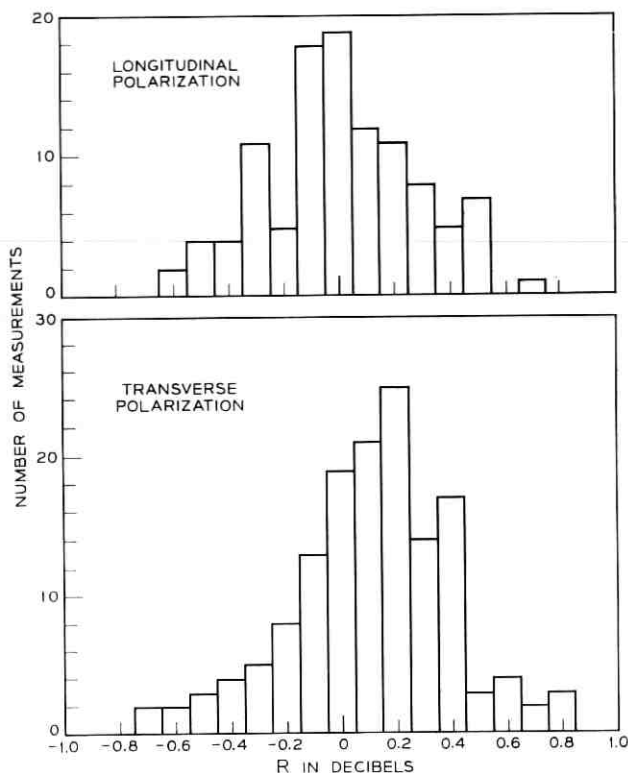 20
LONGITUDINAL
POLARIZATION
10
0
30
TRANSVERSE
POLARIZATION
20
10
0
NUMBER OF MEASUREMENTS
-1.0 -0.8 -0.6 -0.4 -0.2 0 0.2 0.4 0.6 0.8 1.0
R IN DECIBELS